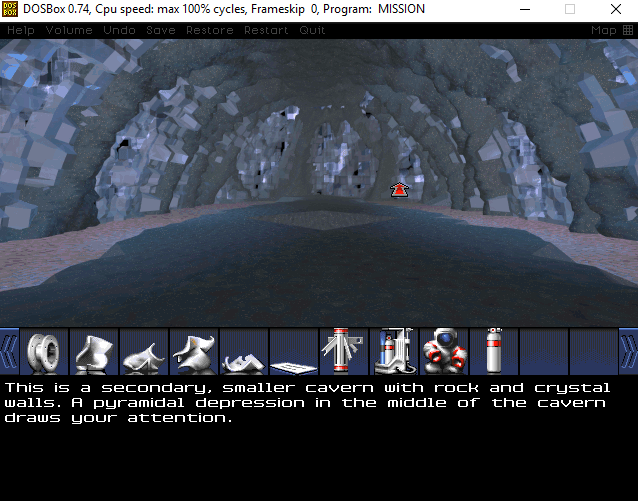 DOS
BOX
DOSBox 0.74, Cpu speed: max 100% cycles, Frameskip 0, Program: MISSION
Help Volume Undo Save Restore Restart Quit Map
This is a secondary, smaller cavern with rock and crystal
walls. A pyramidal depression in the middle of the cavern
draws your attention.